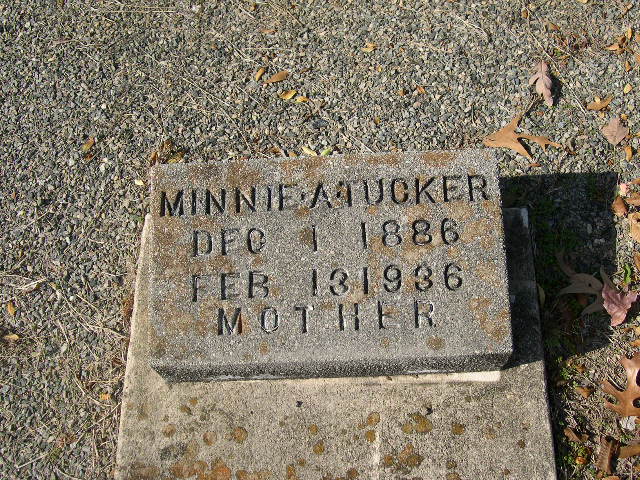 MINNIE·A·TUCKER
DEC 1 1886
FEB 13 1936
MOTHER